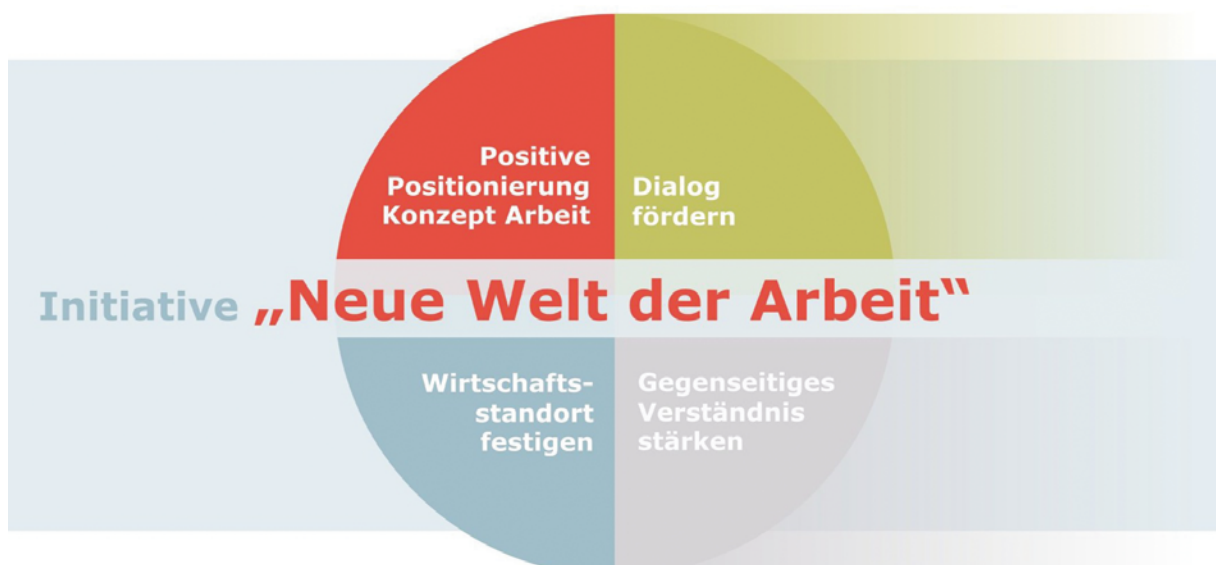 Positive
Positionierung
Konzept Arbeit
Dialog
fördern
Initiative „Neue Welt der Arbeit“
Wirtschafts-
standort
festigen
Gegenseitiges
Verständnis
stärken